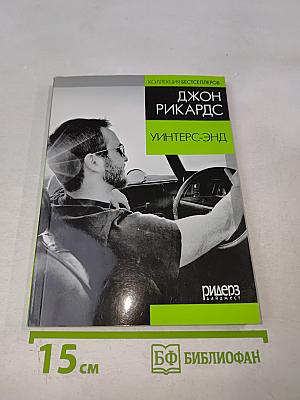 КОЛЛЕКЦИЯ БЕСТСЕЛЛЕРОВ
ДЖОН
РИКАРДС
УИНТЕРС-ЭНД
РИДЕРЗ
ДАЙДЖЕСТ
15 см
БФ БИБЛИОФАН